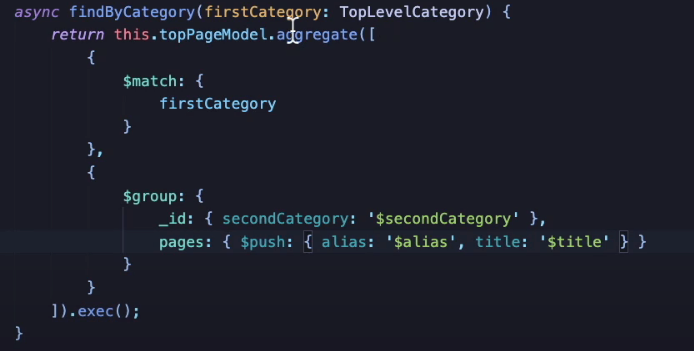 async findByCategory(firstCategory: TopLevelCategory) {
return this.topPageModel.aggregate([
{
$match: {
firstCategory
}
},
{
$group: {
_id: { secondCategory: '$secondCategory' },
pages: { $push: { alias: '$alias', title: '$title' } }
}
}
]).exec();
}